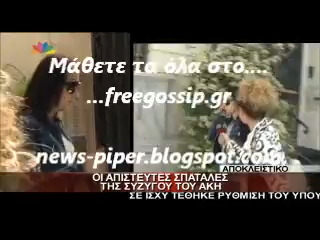 Μάθετε τα όλα στο....
...freegossip.gr
news-piper.blogspot.com
ΑΠΟΚΛΕΙΣΤΙΚΟ
ΟΙ ΑΠΙΣΤΕΥΤΕΣ ΣΠΑΤΑΛΕΣ
ΤΗΣ ΣΥΖΥΓΟΥ ΤΟΥ ΑΚΗ
ΣΕ ΙΣΧΥ ΤΕΘΗΚΕ ΡΥΘΜΙΣΗ ΤΟΥ ΥΠΟΥ